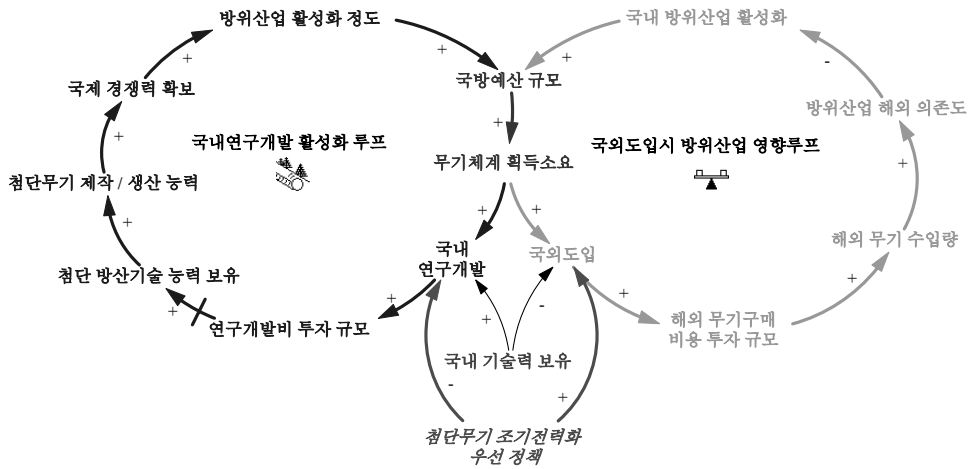 방위산업 활성화 정도
국내 방위산업 활성화
+
+
+
-
국제 경쟁력 확보
국방예산 규모
방위산업 해외 의존도
+
+
국내연구개발 활성화 루프
국외도입시 방위산업 영향루프
무기체계 획득소요
+
첨단무기 제작 / 생산 능력
+
+
+
국내
연구개발
국외도입
해외 무기 수입량
첨단 방산기술 능력 보유
+
+
+
+
-
+
연구개발비 투자 규모
해외 무기구매
비용 투자 규모
국내 기술력 보유
-
+
첨단무기 조기전력화
우선 정책